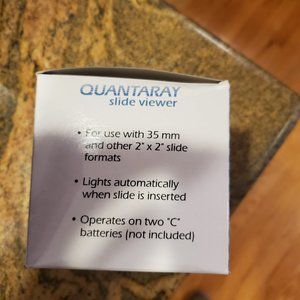 QUANTARAY
slide viewer
• For use with 35 mm
and other 2" x 2" slide
formats
• Lights automatically
when slide is inserted
• Operates on two "C"
batteries (not included)